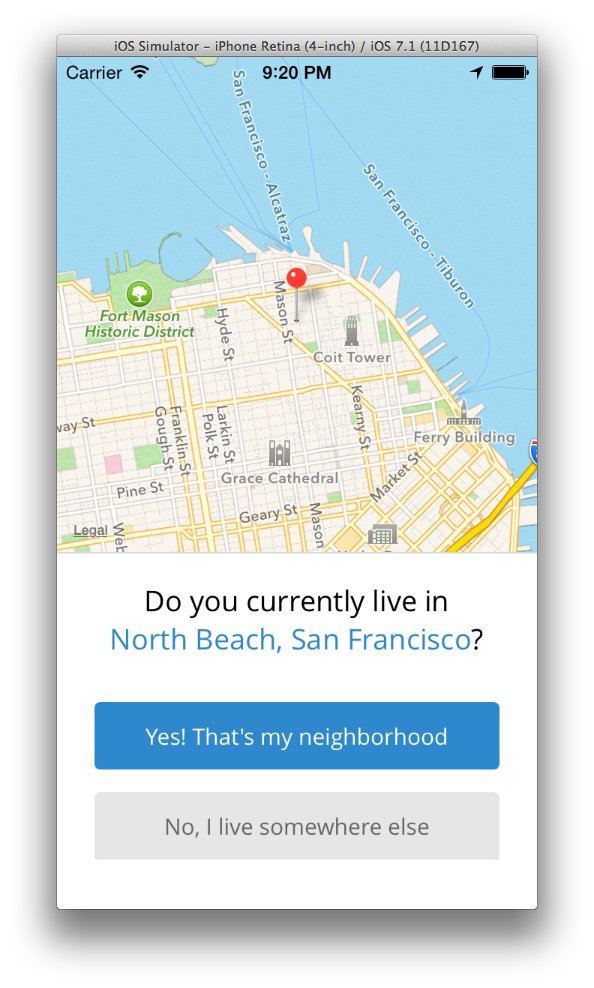 iOS Simulator – iPhone Retina (4-inch) / iOS 7.1 (11D167)
Carrier
9:20 PM
San Francisco - Alcatraz
San Francisco - Tiburon
Fort Mason
Historic District
Hyde St
Mason St
Coit Tower
way St
Gough St
Franklin St
Polk St
Larkin St
Kearny St
Ferry Building
Grace Cathedral
Market St
Pine St
Geary St
Mason
Legal
Web
Do you currently live in
North Beach, San Francisco?
Yes! That's my neighborhood
No, I live somewhere else